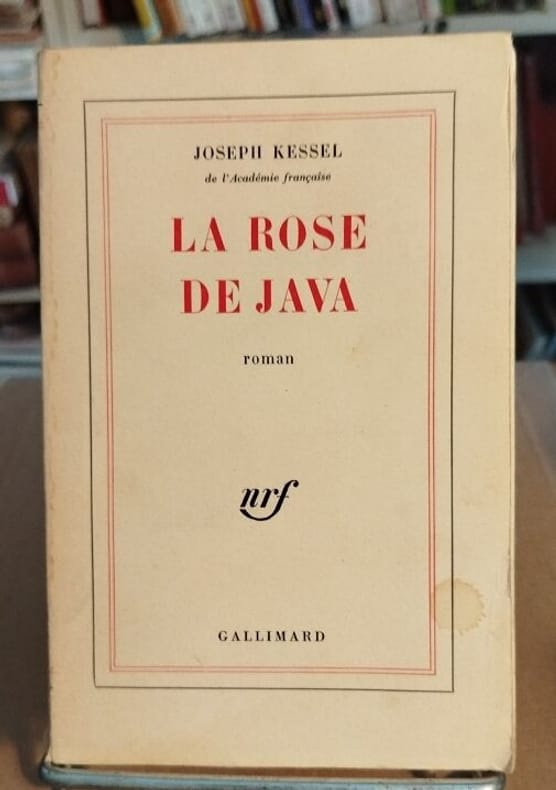 JOSEPH KESSEL
de l'Académie française
LA ROSE
DE JAVA
roman
nrf
GALLIMARD